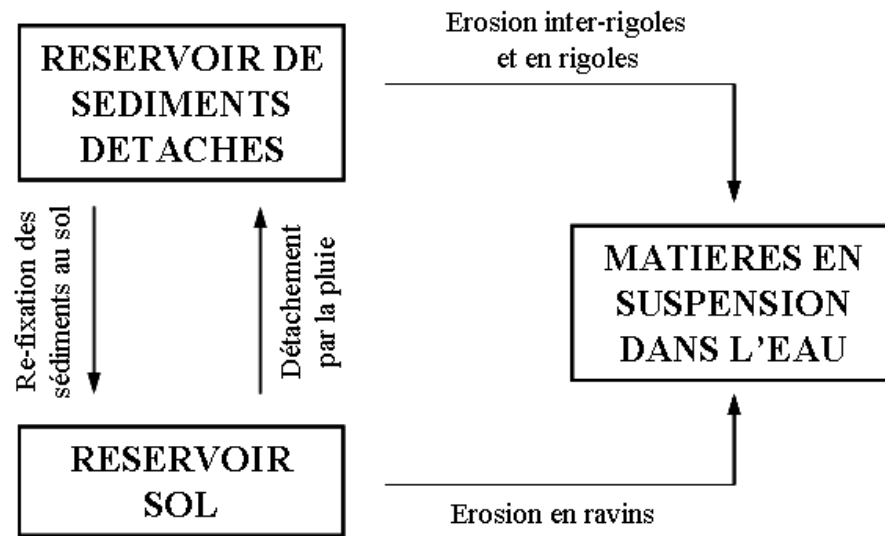 Erosion inter-rigoles
et en rigoles
RESERVOIR DE
SEDIMENTS
DETACHES
Re-fixation des
sédiments au sol
Détachement
par la pluie
MATIERES EN
SUSPENSION
DANS L'EAU
RESERVOIR
SOL
Erosion en ravins